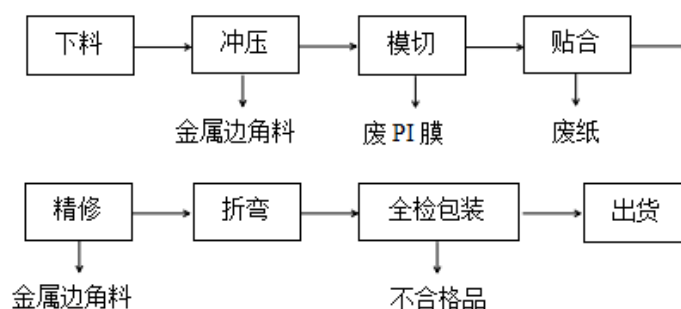 下料
冲压
模切
贴合
金属边角料
废PI膜
废纸
精修
折弯
全检包装
出货
金属边角料
不合格品